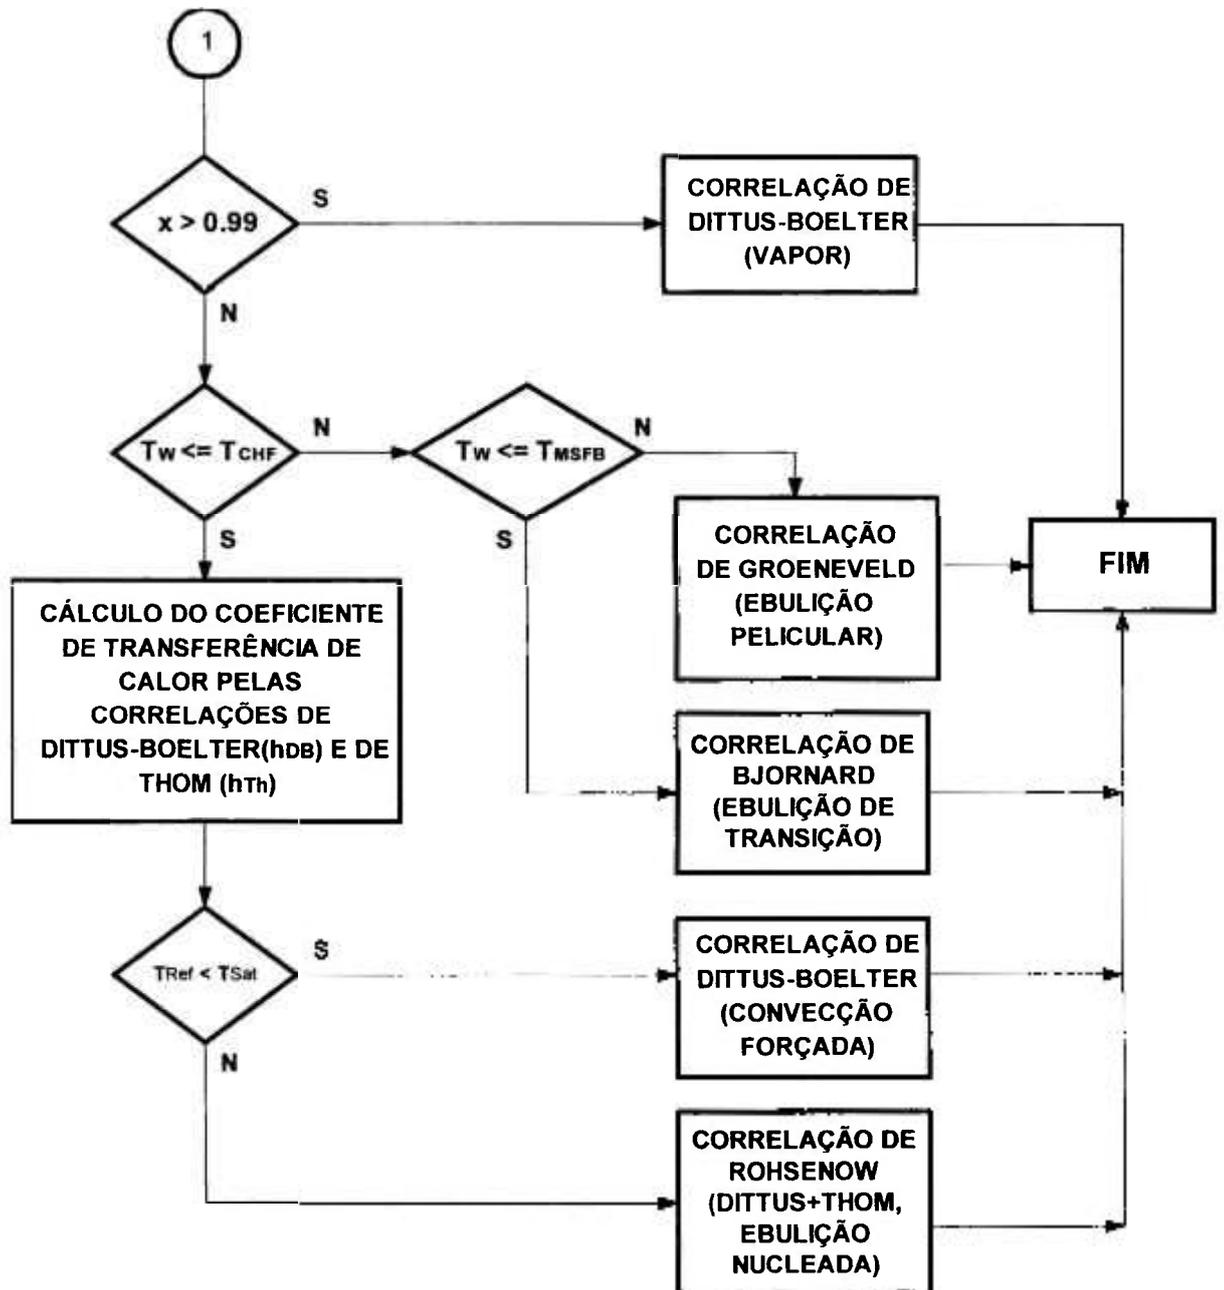 1
x > 0.99
S
CORRELAÇÃO DE
DITTUS-BOELTER
(VAPOR)
N
TW <= TCHF
N
TW <= TMSFB
N
S
S
CORRELAÇÃO
DE GROENEVELD
(EBULIÇÃO
PELICULAR)
FIM
CÁLCULO DO COEFICIENTE
DE TRANSFERÊNCIA DE
CALOR PELAS
CORRELAÇÕES DE
DITTUS-BOELTER(hDB) E DE
THOM (hTh)
CORRELAÇÃO DE
BJORNARD
(EBULIÇÃO DE
TRANSIÇÃO)
TRef < TSat
S
CORRELAÇÃO DE
DITTUS-BOELTER
(CONVECÇÃO
FORÇADA)
N
CORRELAÇÃO DE
ROHSENOW
(DITTUS+THOM,
EBULIÇÃO
NUCLEADA)